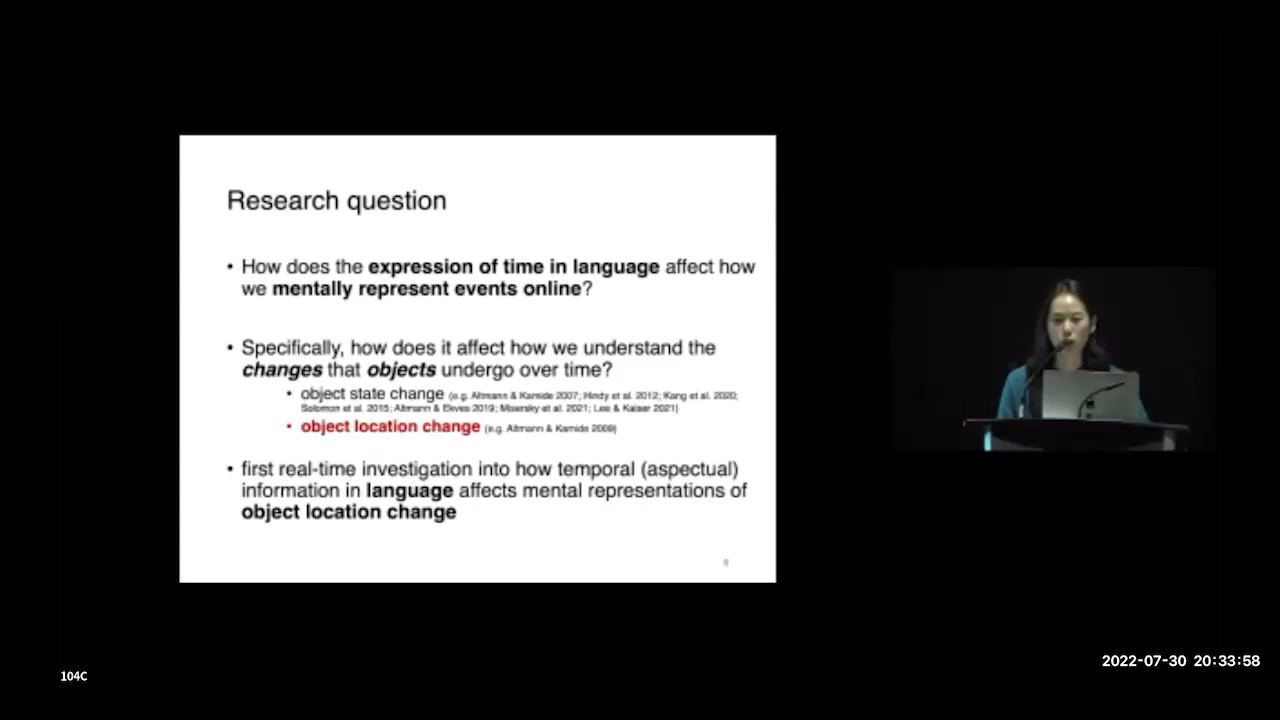 Research question
• How does the expression of time in language affect how
we mentally represent events online?
• Specifically, how does it affect how we understand the
changes that objects undergo over time?
• object state change (e.g. Altmann & Kamide 2007; Hindy et al. 2012; Kang et al. 2020;
Solomon et al. 2015; Altmann & Ekves 2019; Misersky et al. 2021; Lee & Kaiser 2021)
• object location change (e.g. Altmann & Kamide 2009)
• first real-time investigation into how temporal (aspectual)
information in language affects mental representations of
object location change
104C
2022-07-30 20:33:58